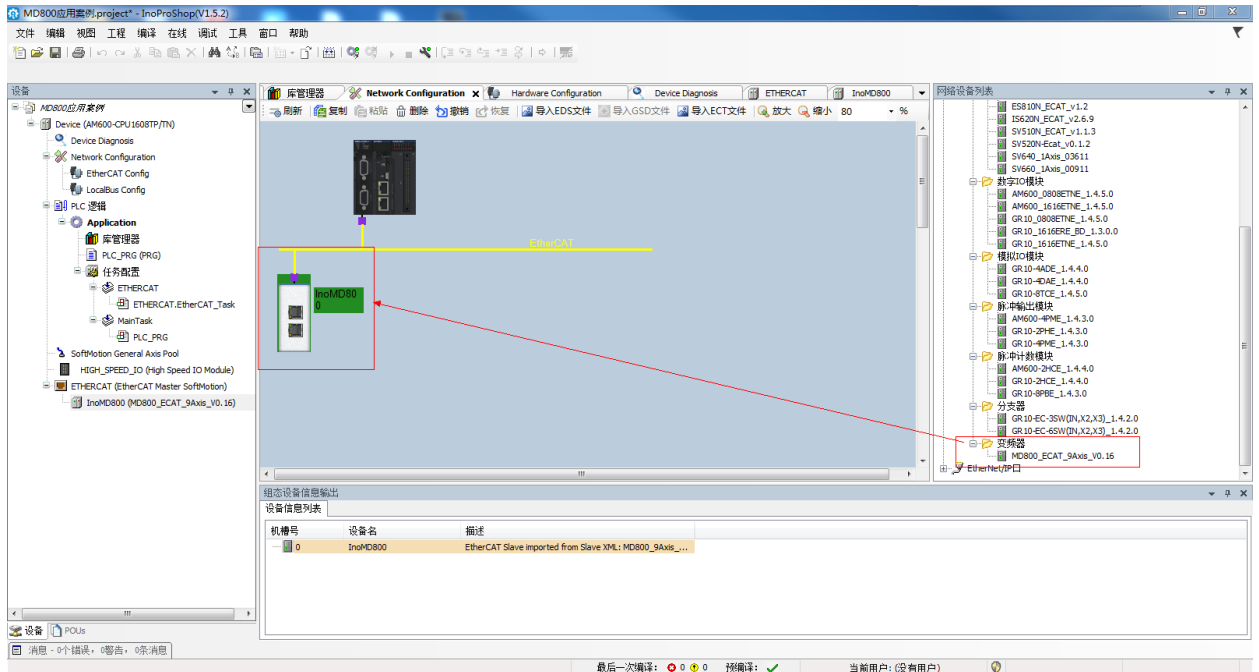 MD800应用案例.project* - InoProShop(V1.5.2)
文件 编辑 视图 工程 编译 在线 调试 工具 窗口 帮助
设备
MD800应用案例
Device (AM600-CPU1608TP/TN)
Device Diagnosis
Network Configuration
EtherCAT Config
LocalBus Config
PLC 逻辑
Application
库管理器
PLC_PRG (PRG)
任务配置
ETHERCAT
ETHERCAT.EtherCAT_Task
MainTask
PLC_PRG
SoftMotion General Axis Pool
HIGH_SPEED_IO (High Speed IO Module)
ETHERCAT (EtherCAT Master SoftMotion)
InoMD800 (MD800_ECAT_9Axis_V0.16)
设备 POUs
库管理器 Network Configuration Hardware Configuration Device Diagnosis ETHERCAT InoMD800
刷新 复制 粘贴 删除 撤销 恢复 导入EDS文件 导入GSD文件 导入ECT文件 放大 缩小 80 %
EtherCAT
InoMD80
0
网络设备列表
ES810N_ECAT_v1.2
IS620N_ECAT_v2.6.9
SV510N_ECAT_v1.1.3
SV520N-Ecat_v0.1.2
SV640_1Axis_03611
SV660_1Axis_00911
数字IO模块
AM600_0808ETNE_1.4.5.0
AM600_1616ETNE_1.4.5.0
GR10_0808ETNE_1.4.5.0
GR10_1616ERE_BD_1.3.0.0
GR10_1616ETNE_1.4.5.0
模拟IO模块
GR10-4ADE_1.4.4.0
GR10-4DAE_1.4.4.0
GR10-8TCE_1.4.5.0
脉冲输出模块
AM600-4PME_1.4.3.0
GR10-2PHE_1.4.3.0
GR10-4PME_1.4.3.0
脉冲计数模块
AM600-2HCE_1.4.4.0
GR10-2HCE_1.4.4.0
GR10-8PBE_1.4.3.0
分支器
GR10-EC-3SW(IN,X2,X3)_1.4.2.0
GR10-EC-6SW(IN,X2,X3)_1.4.2.0
变频器
MD800_ECAT_9Axis_V0.16
EtherNet/IP口
组态设备信息输出
设备信息列表
机槽号 设备名 描述
0 InoMD800 EtherCAT Slave imported from Slave XML: MD800_9Axis_...
消息 - 0个错误, 0警告, 0条消息
最后一次编译: 0 0 预编译: 当前用户: (没有用户)